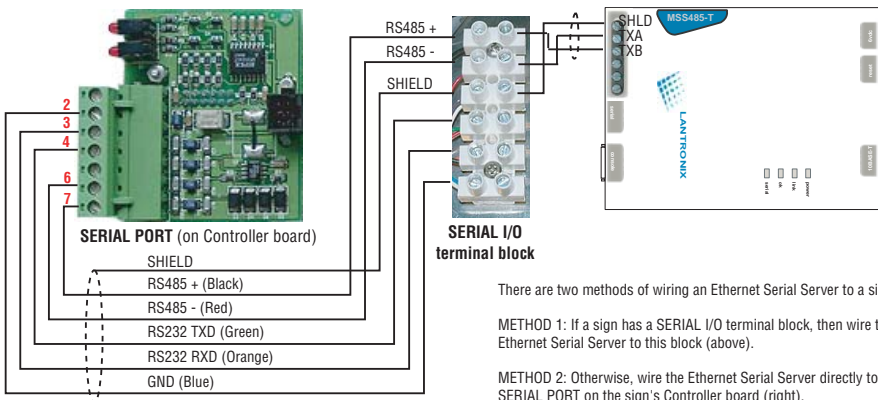 RS485 +
RS485 -
SHIELD
SHLD
TXA
TXB
MSS485-T
LANTRONIX
serial
ok
link
power
2
3
4
6
7
SERIAL PORT (on Controller board)
SERIAL I/O
terminal block
SHIELD
RS485 + (Black)
RS485 - (Red)
RS232 TXD (Green)
RS232 RXD (Orange)
GND (Blue)
There are two methods of wiring an Ethernet Serial Server to a si
METHOD 1: If a sign has a SERIAL I/O terminal block, then wire t
Ethernet Serial Server to this block (above).
METHOD 2: Otherwise, wire the Ethernet Serial Server directly to
SERIAL PORT on the sign's Controller board (right).